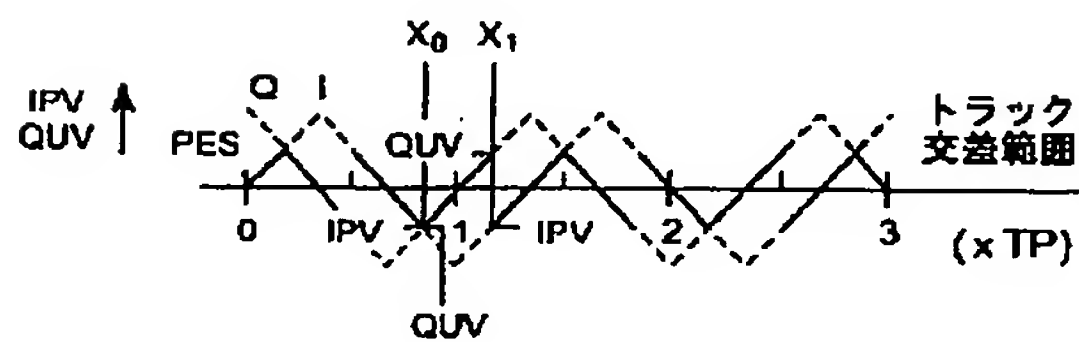 X₀ X₁
Q I
IPV
QUV
PES
QUV
トラック
交差範囲
0 IPV 1 IPV 2 3
(x TP)
QUV